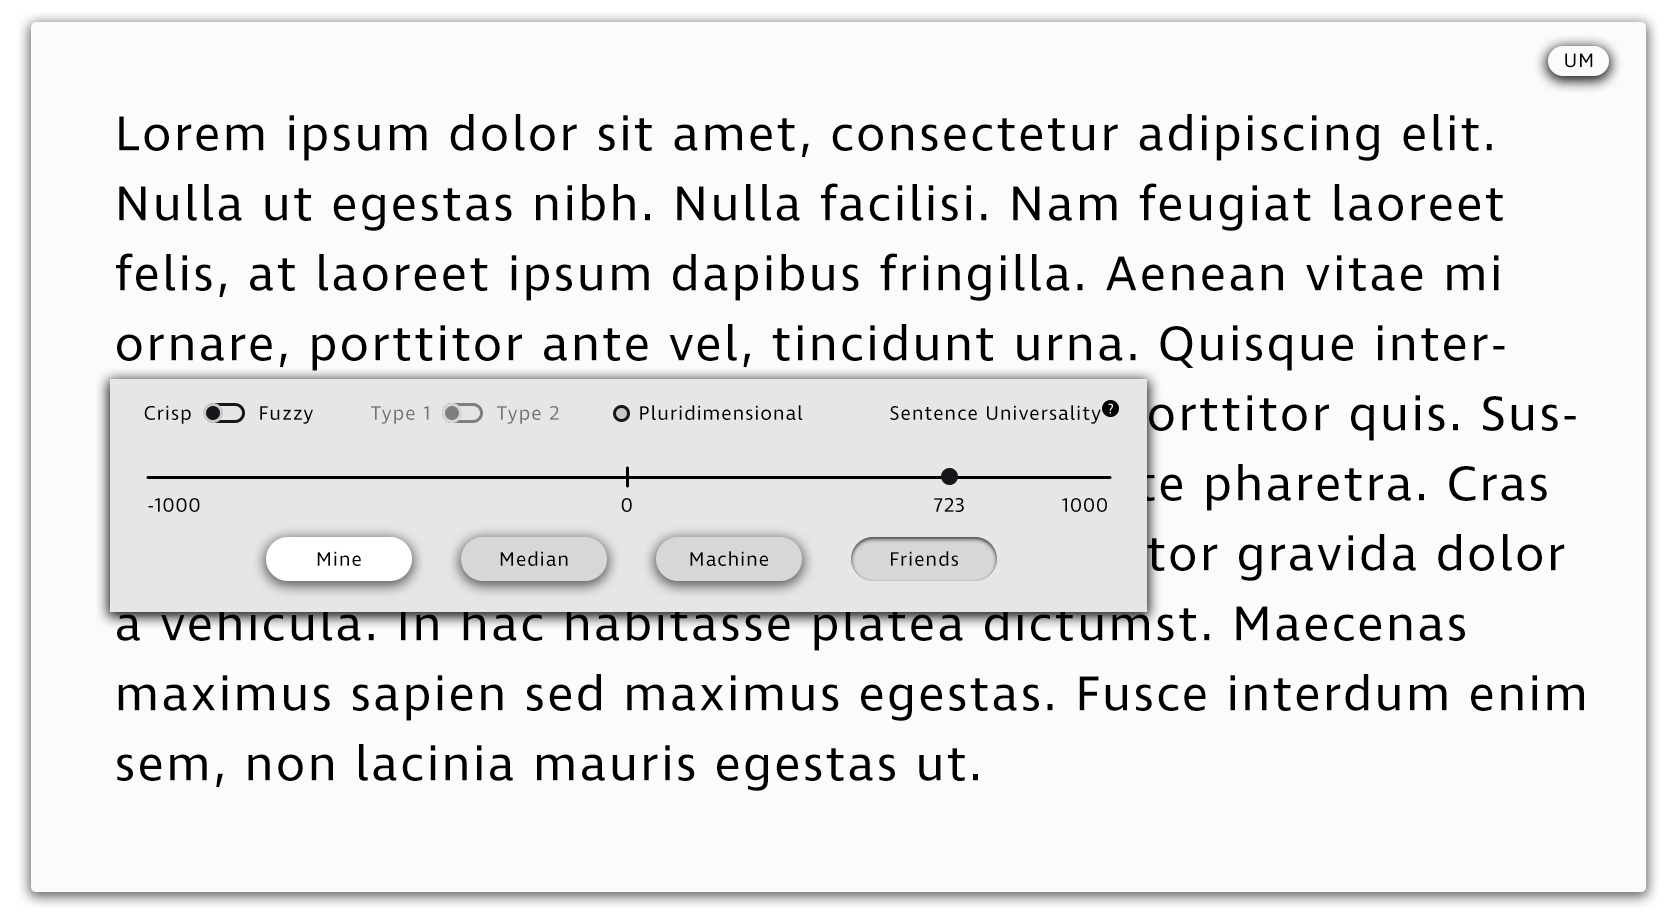 UM
Lorem ipsum dolor sit amet, consectetur adipiscing elit.
Nulla ut egestas nibh. Nulla facilisi. Nam feugiat laoreet
felis, at laoreet ipsum dapibus fringilla. Aenean vitae mi
ornare, porttitor ante vel, tincidunt urna. Quisque inter-
orttitor quis. Sus-
te pharetra. Cras
tor gravida dolor
Crisp Fuzzy Type 1 Type 2 Pluridimensional Sentence Universality?
-1000 0 723 1000
Mine Median Machine Friends
a vehicula. In hac habitasse platea dictumst. Maecenas
maximus sapien sed maximus egestas. Fusce interdum enim
sem, non lacinia mauris egestas ut.